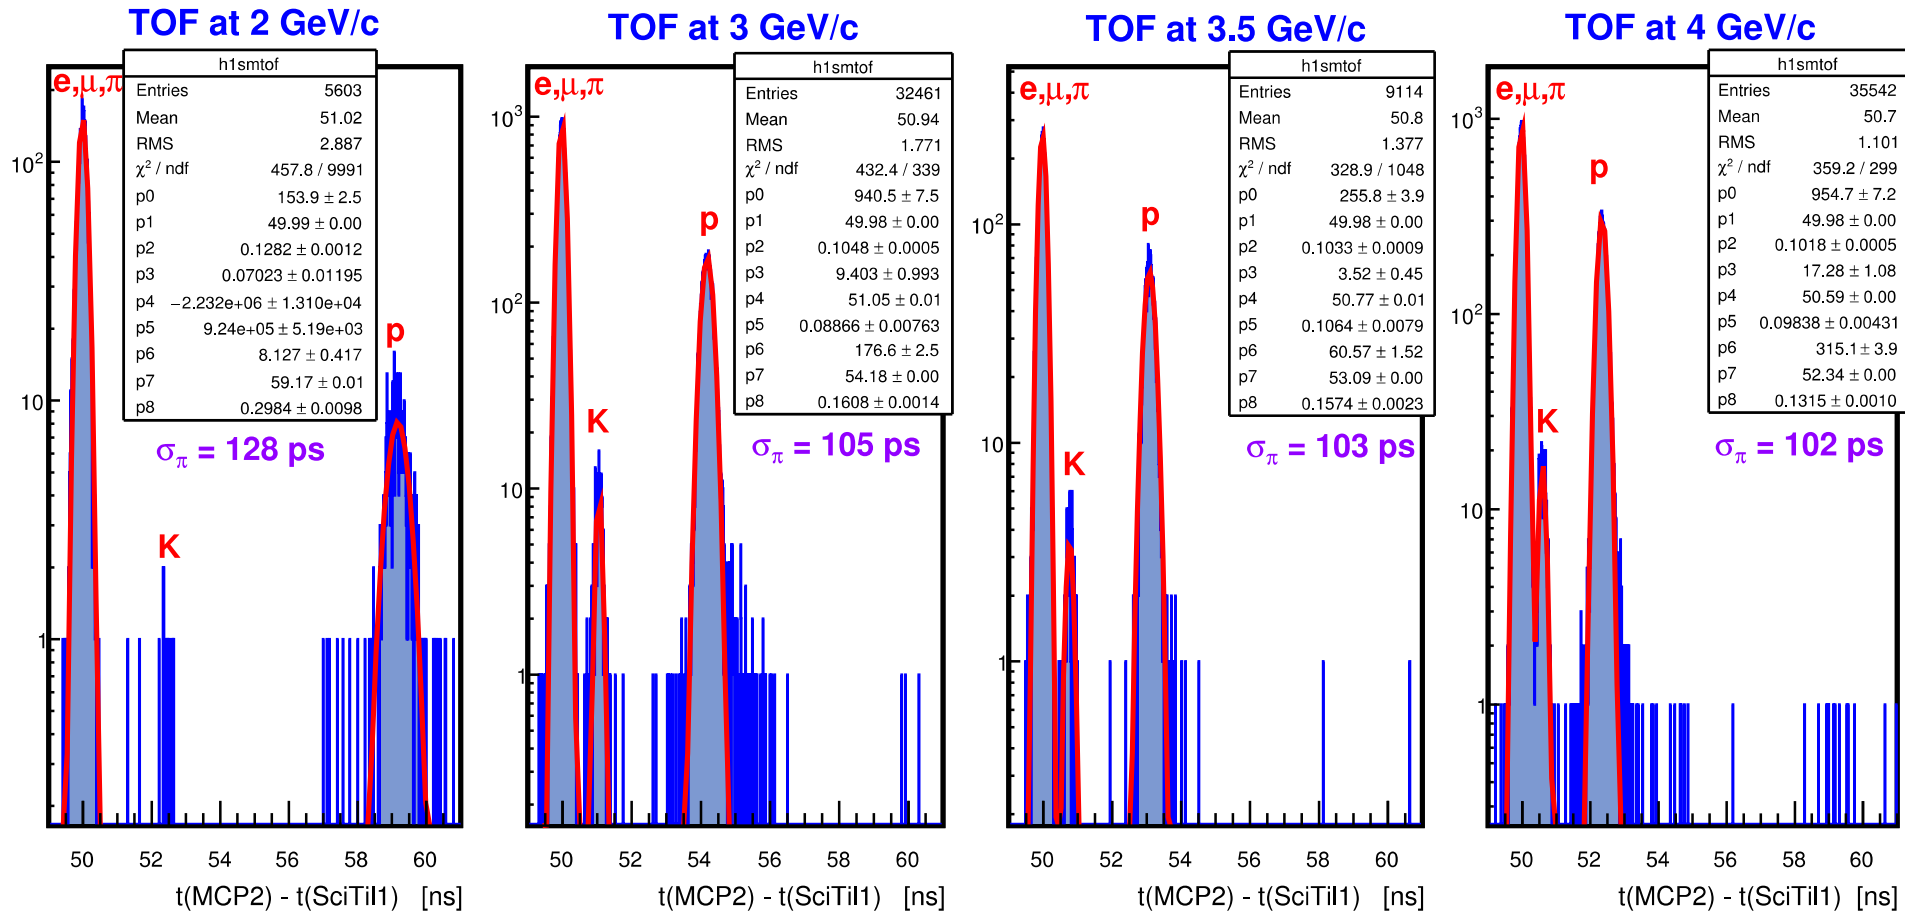 TOF at 2 GeV/c
h1smtof
Entries 5603
Mean 51.02
RMS 2.887
χ² / ndf 457.8 / 9991
p0 153.9 ± 2.5
p1 49.99 ± 0.00
p2 0.1282 ± 0.0012
p3 0.07023 ± 0.01195
p4 −2.232e+06 ± 1.310e+04
p5 9.24e+05 ± 5.19e+03
p6 8.127 ± 0.417
p7 59.17 ± 0.01
p8 0.2984 ± 0.0098
e,μ,π
p
K
σπ = 128 ps
10²
10
1
50 52 54 56 58 60
t(MCP2) - t(SciTil1) [ns]
TOF at 3 GeV/c
h1smtof
Entries 32461
Mean 50.94
RMS 1.771
χ² / ndf 432.4 / 339
p0 940.5 ± 7.5
p1 49.98 ± 0.00
p2 0.1048 ± 0.0005
p3 9.403 ± 0.993
p4 51.05 ± 0.01
p5 0.08866 ± 0.00763
p6 176.6 ± 2.5
p7 54.18 ± 0.00
p8 0.1608 ± 0.0014
e,μ,π
p
K
σπ = 105 ps
10³
10²
10
1
50 52 54 56 58 60
t(MCP2) - t(SciTil1) [ns]
TOF at 3.5 GeV/c
h1smtof
Entries 9114
Mean 50.8
RMS 1.377
χ² / ndf 328.9 / 1048
p0 255.8 ± 3.9
p1 49.98 ± 0.00
p2 0.1033 ± 0.0009
p3 3.52 ± 0.45
p4 50.77 ± 0.01
p5 0.1064 ± 0.0079
p6 60.57 ± 1.52
p7 53.09 ± 0.00
p8 0.1574 ± 0.0023
e,μ,π
p
K
σπ = 103 ps
10²
10
1
50 52 54 56 58 60
t(MCP2) - t(SciTil1) [ns]
TOF at 4 GeV/c
h1smtof
Entries 35542
Mean 50.7
RMS 1.101
χ² / ndf 359.2 / 299
p0 954.7 ± 7.2
p1 49.98 ± 0.00
p2 0.1018 ± 0.0005
p3 17.28 ± 1.08
p4 50.59 ± 0.00
p5 0.09838 ± 0.00431
p6 315.1 ± 3.9
p7 52.34 ± 0.00
p8 0.1315 ± 0.0010
e,μ,π
p
K
σπ = 102 ps
10³
10²
10
1
50 52 54 56 58 60
t(MCP2) - t(SciTil1) [ns]